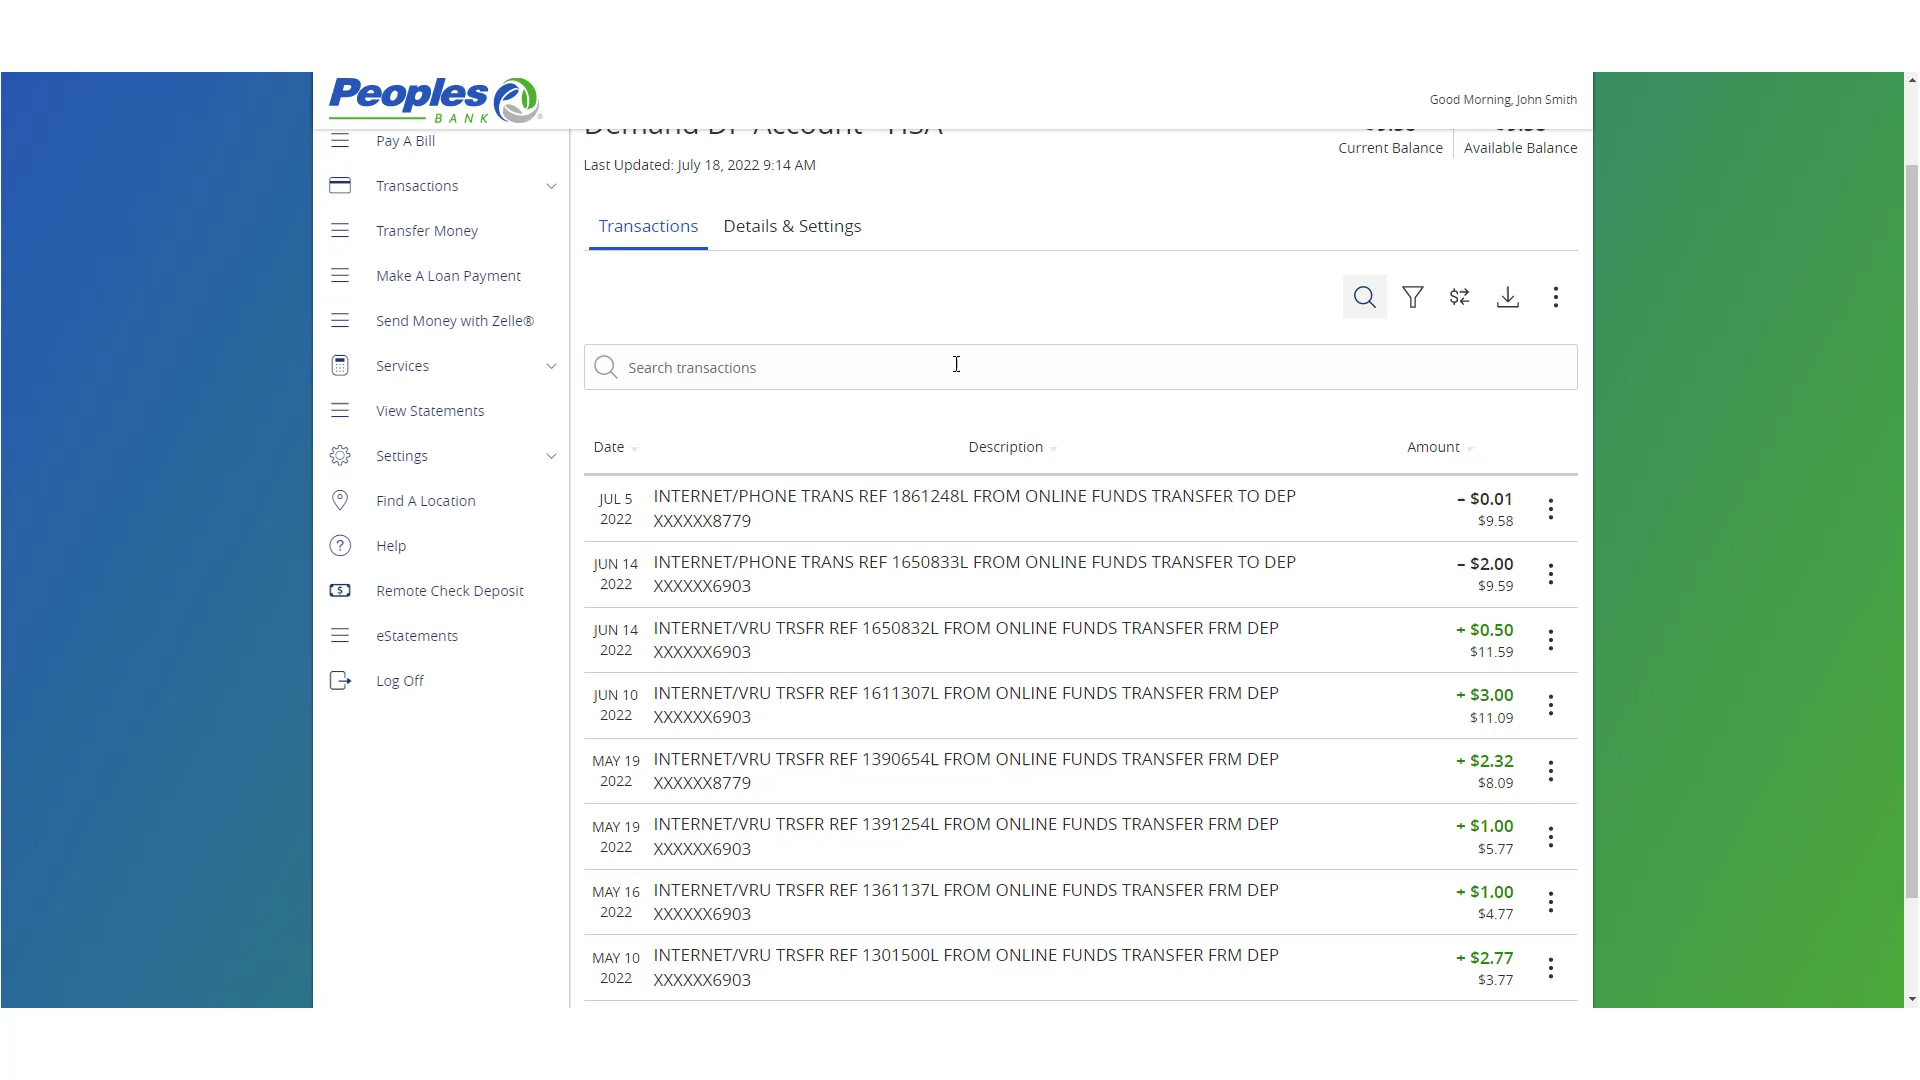 Peoples
BANK
Good Morning, John Smith
Demand DP Account - HSA
Current Balance
Available Balance
Last Updated: July 18, 2022 9:14 AM
Pay A Bill
Transactions
Transfer Money
Make A Loan Payment
Send Money with Zelle®
Services
View Statements
Settings
Find A Location
Help
Remote Check Deposit
eStatements
Log Off
Transactions
Details & Settings
Search transactions
Date
Description
Amount
JUL 5
2022
INTERNET/PHONE TRANS REF 1861248L FROM ONLINE FUNDS TRANSFER TO DEP
XXXXXX8779
– $0.01
$9.58
JUN 14
2022
INTERNET/PHONE TRANS REF 1650833L FROM ONLINE FUNDS TRANSFER TO DEP
XXXXXX6903
– $2.00
$9.59
JUN 14
2022
INTERNET/VRU TRSFR REF 1650832L FROM ONLINE FUNDS TRANSFER FRM DEP
XXXXXX6903
+ $0.50
$11.59
JUN 10
2022
INTERNET/VRU TRSFR REF 1611307L FROM ONLINE FUNDS TRANSFER FRM DEP
XXXXXX6903
+ $3.00
$11.09
MAY 19
2022
INTERNET/VRU TRSFR REF 1390654L FROM ONLINE FUNDS TRANSFER FRM DEP
XXXXXX8779
+ $2.32
$8.09
MAY 19
2022
INTERNET/VRU TRSFR REF 1391254L FROM ONLINE FUNDS TRANSFER FRM DEP
XXXXXX6903
+ $1.00
$5.77
MAY 16
2022
INTERNET/VRU TRSFR REF 1361137L FROM ONLINE FUNDS TRANSFER FRM DEP
XXXXXX6903
+ $1.00
$4.77
MAY 10
2022
INTERNET/VRU TRSFR REF 1301500L FROM ONLINE FUNDS TRANSFER FRM DEP
XXXXXX6903
+ $2.77
$3.77